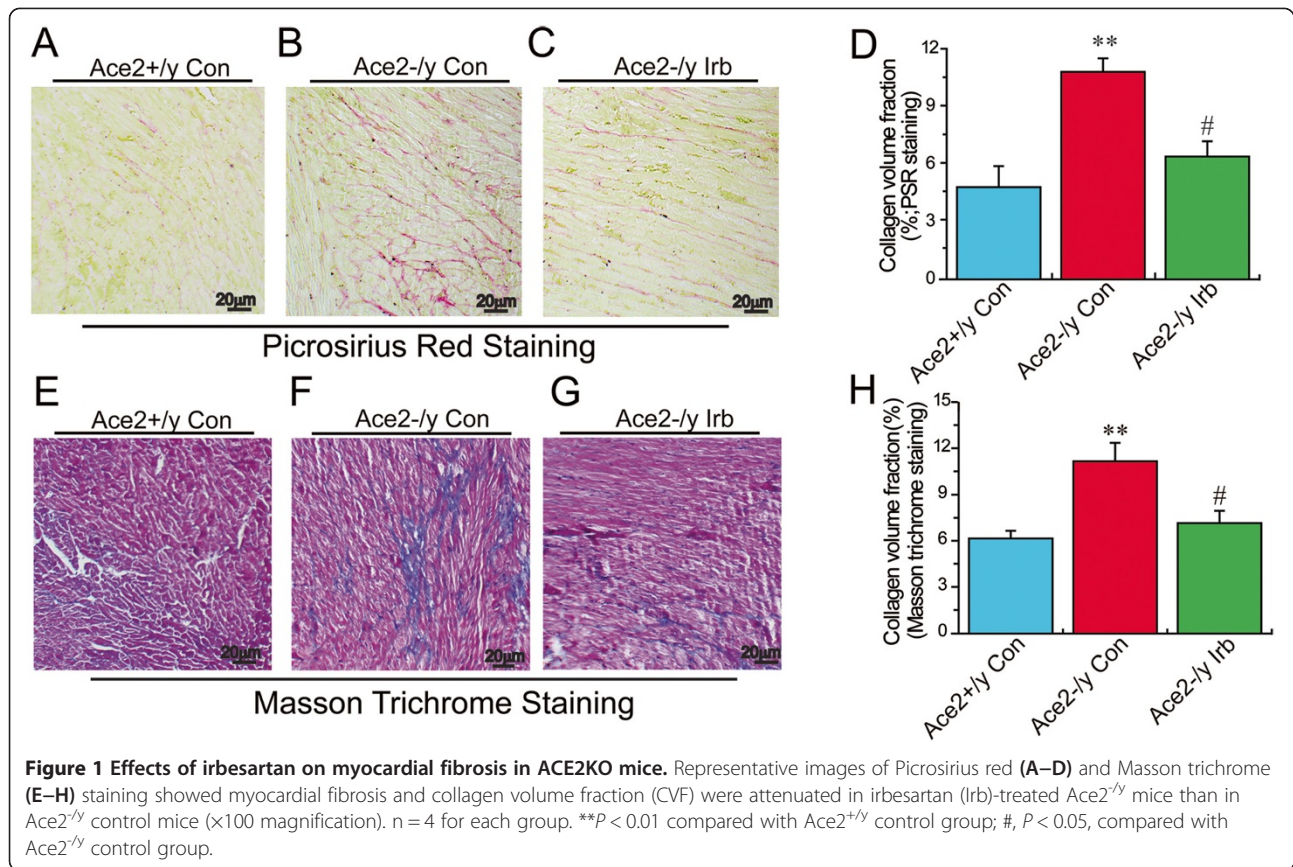 A
B
C
D
Ace2+/y Con
Ace2-/y Con
Ace2-/y Irb
20μm
20μm
20μm
Picrosirius Red Staining
Collagen volume fraction
(%;PSR staining)
12
9
6
3
0
**
#
Ace2+/y Con
Ace2-/y Con
Ace2-/y Irb
E
F
G
H
Ace2+/y Con
Ace2-/y Con
Ace2-/y Irb
20μm
20μm
20μm
Masson Trichrome Staining
Collagen volume fraction(%)
(Masson trichrome staining)
15
12
9
6
3
0
**
#
Ace2+/y Con
Ace2-/y Con
Ace2-/y Irb
Figure 1 Effects of irbesartan on myocardial fibrosis in ACE2KO mice. Representative images of Picrosirius red (A–D) and Masson trichrome
(E–H) staining showed myocardial fibrosis and collagen volume fraction (CVF) were attenuated in irbesartan (Irb)-treated Ace2-/y mice than in
Ace2-/y control mice (×100 magnification). n = 4 for each group. **P < 0.01 compared with Ace2+/y control group; #, P < 0.05, compared with
Ace2-/y control group.